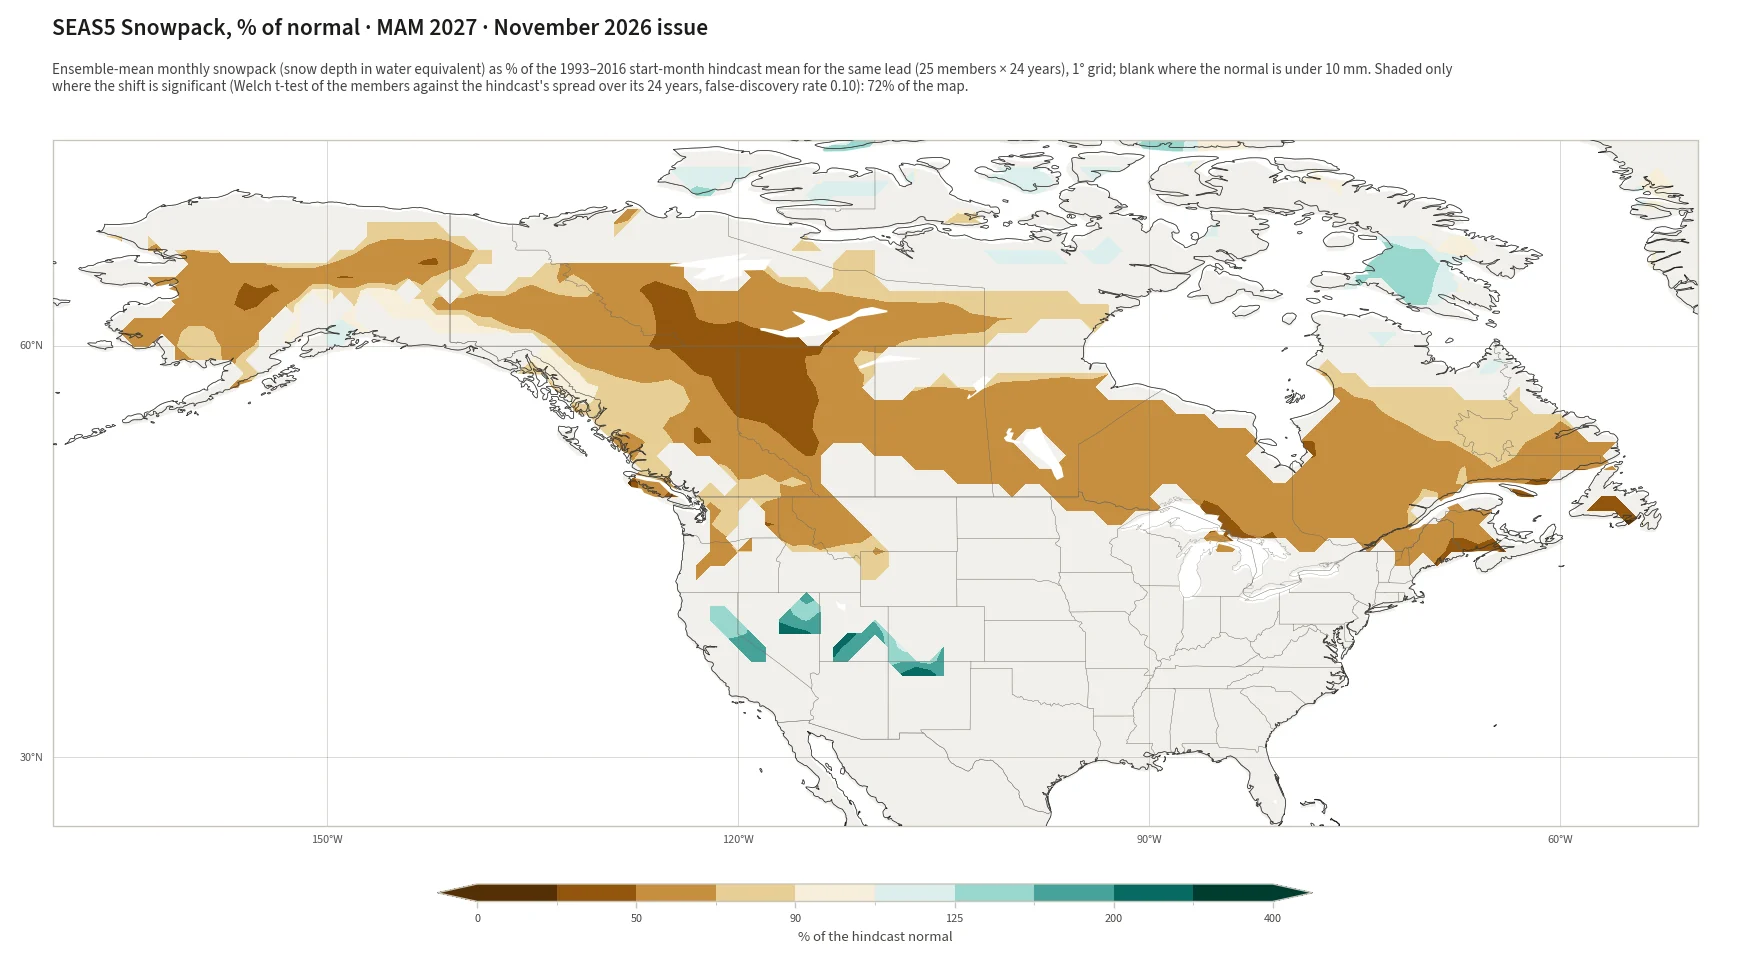 SEAS5 Snowpack, % of normal · MAM 2027 · November 2026 issue
Ensemble-mean monthly snowpack (snow depth in water equivalent) as % of the 1993–2016 start-month hindcast mean for the same lead (25 members × 24 years), 1° grid; blank where the normal is under 10 mm. Shaded only
where the shift is significant (Welch t-test of the members against the hindcast's spread over its 24 years, false-discovery rate 0.10): 72% of the map.
60°N
30°N
150°W 120°W 90°W 60°W
0 50 90 125 200 400
% of the hindcast normal